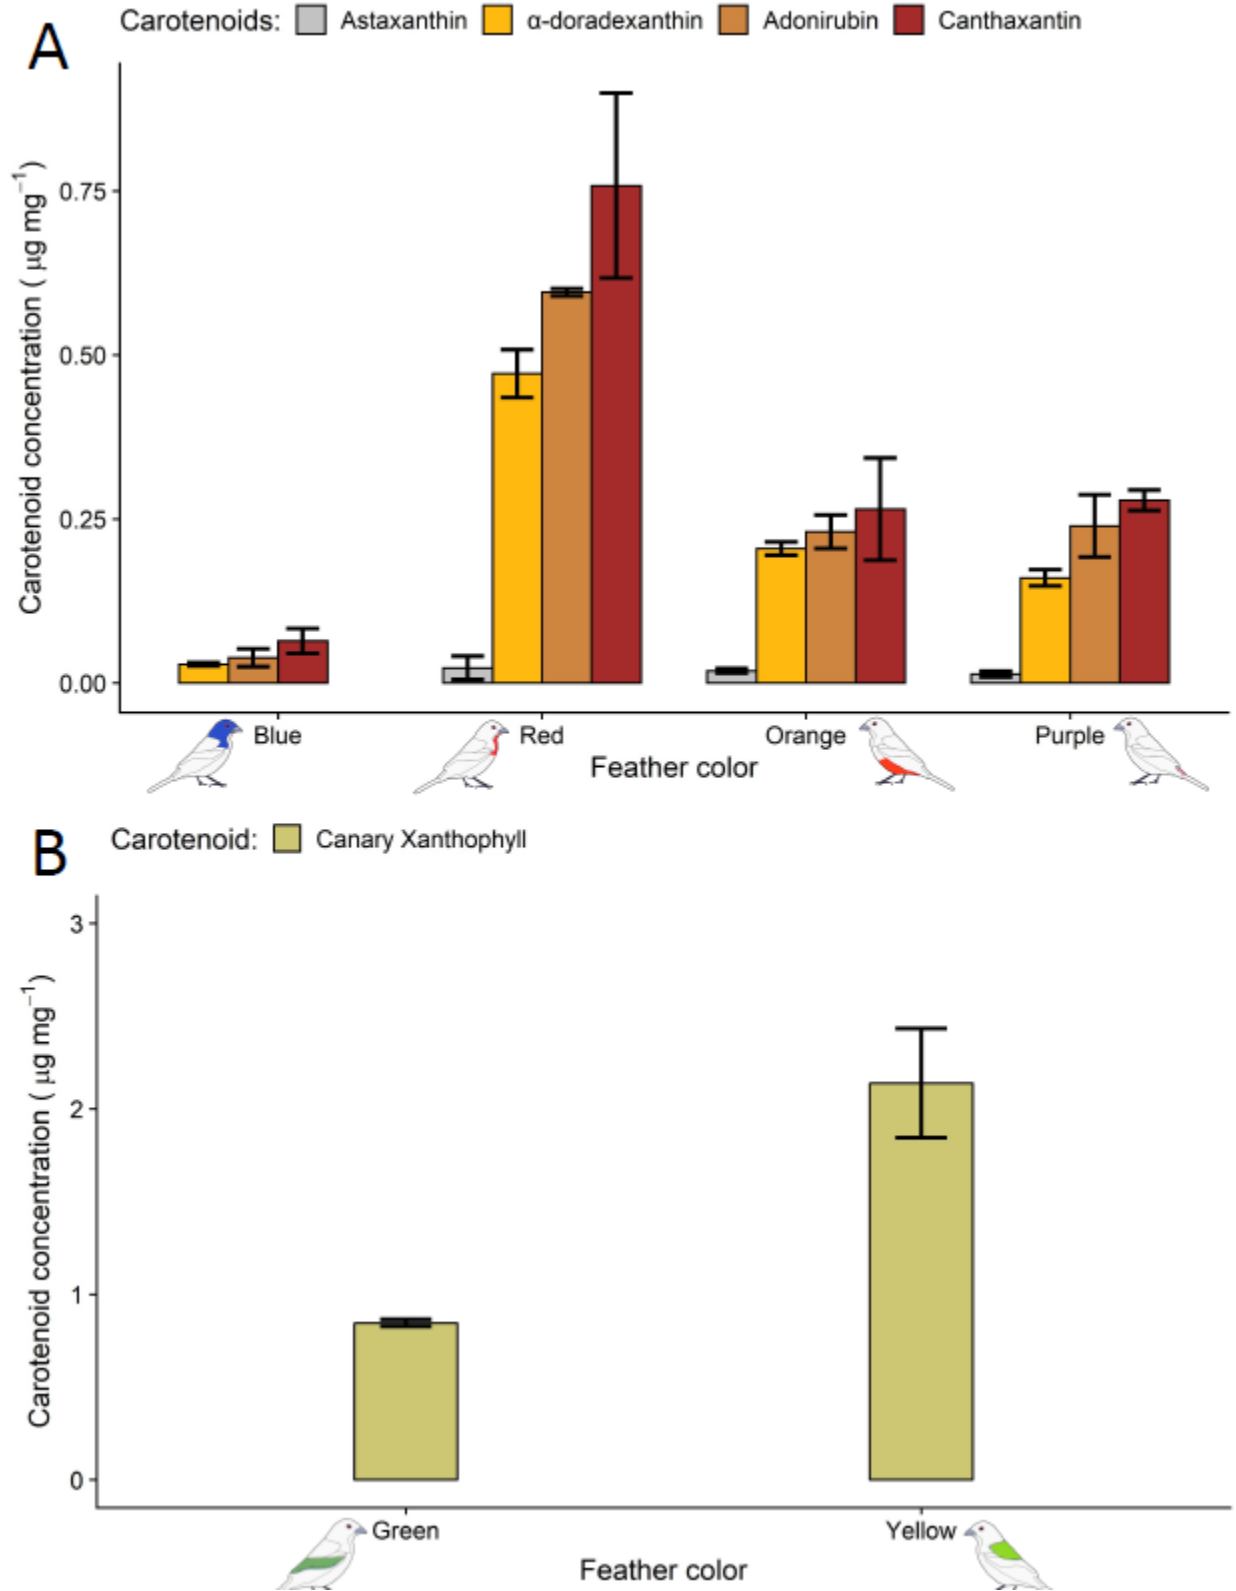 A
Carotenoids: Astaxanthin α-doradexanthin Adonirubin Canthaxantin
Carotenoid concentration ( μg mg⁻¹)
0.75
0.50
0.25
0.00
Blue Red Orange Purple
Feather color
B
Carotenoid: Canary Xanthophyll
Carotenoid concentration ( μg mg⁻¹)
3
2
1
0
Green Yellow
Feather color